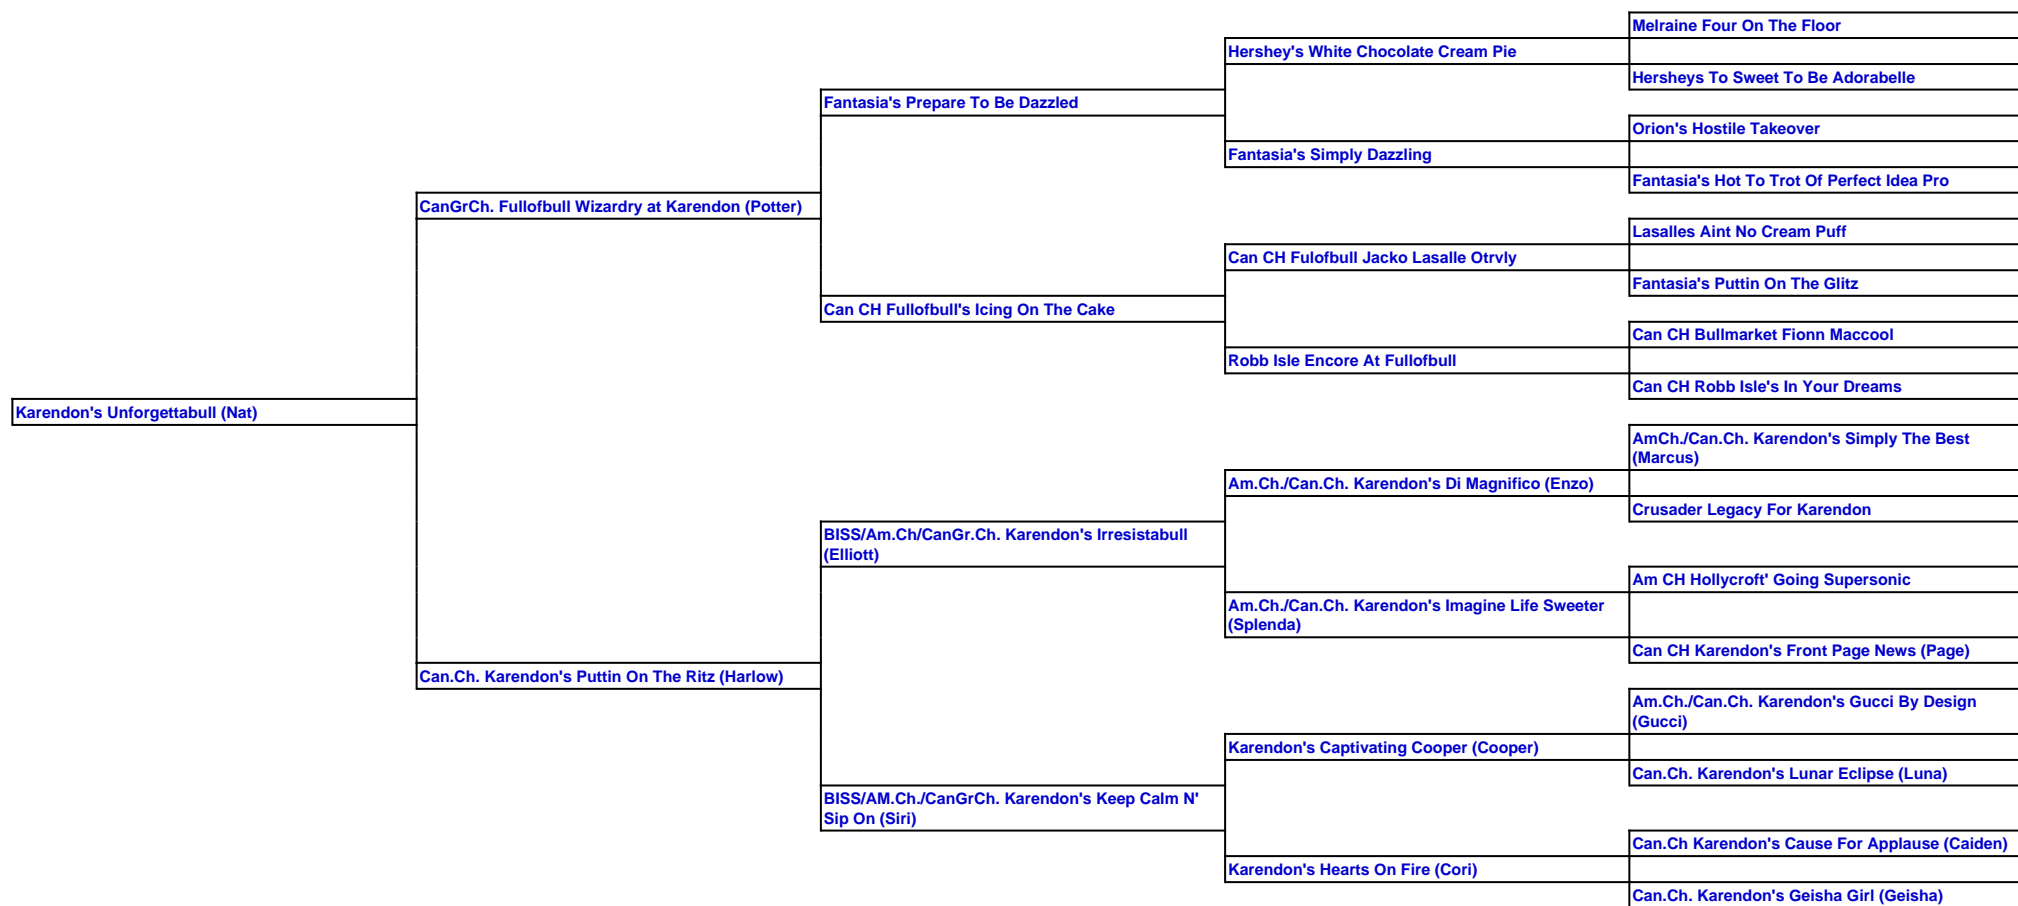 Melraine Four On The Floor
Hershey's White Chocolate Cream Pie
Hersheys To Sweet To Be Adorabelle
Fantasia's Prepare To Be Dazzled
Orion's Hostile Takeover
Fantasia's Simply Dazzling
Fantasia's Hot To Trot Of Perfect Idea Pro
CanGrCh. Fullofbull Wizardry at Karendon (Potter)
Lasalles Aint No Cream Puff
Can CH Fulofbull Jacko Lasalle Otrvly
Fantasia's Puttin On The Glitz
Can CH Fullofbull's Icing On The Cake
Can CH Bullmarket Fionn Maccool
Robb Isle Encore At Fullofbull
Can CH Robb Isle's In Your Dreams
Karendon's Unforgettabull (Nat)
AmCh./Can.Ch. Karendon's Simply The Best
(Marcus)
Am.Ch./Can.Ch. Karendon's Di Magnifico (Enzo)
Crusader Legacy For Karendon
BISS/Am.Ch/CanGr.Ch. Karendon's Irresistabull
(Elliott)
Am CH Hollycroft' Going Supersonic
Am.Ch./Can.Ch. Karendon's Imagine Life Sweeter
(Splenda)
Can CH Karendon's Front Page News (Page)
Can.Ch. Karendon's Puttin On The Ritz (Harlow)
Am.Ch./Can.Ch. Karendon's Gucci By Design
(Gucci)
Karendon's Captivating Cooper (Cooper)
Can.Ch. Karendon's Lunar Eclipse (Luna)
BISS/AM.Ch./CanGrCh. Karendon's Keep Calm N'
Sip On (Siri)
Can.Ch Karendon's Cause For Applause (Caiden)
Karendon's Hearts On Fire (Cori)
Can.Ch. Karendon's Geisha Girl (Geisha)